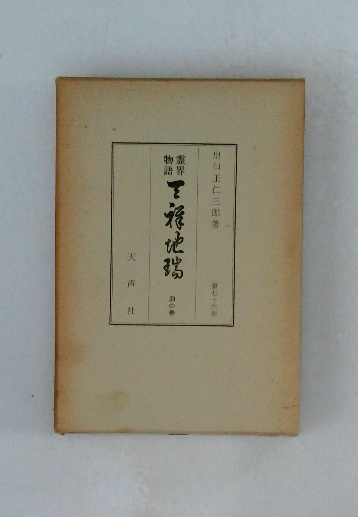 出口王仁三郎著
第七十六巻
霊界
物語
天祥地瑞
卯の巻
天声社